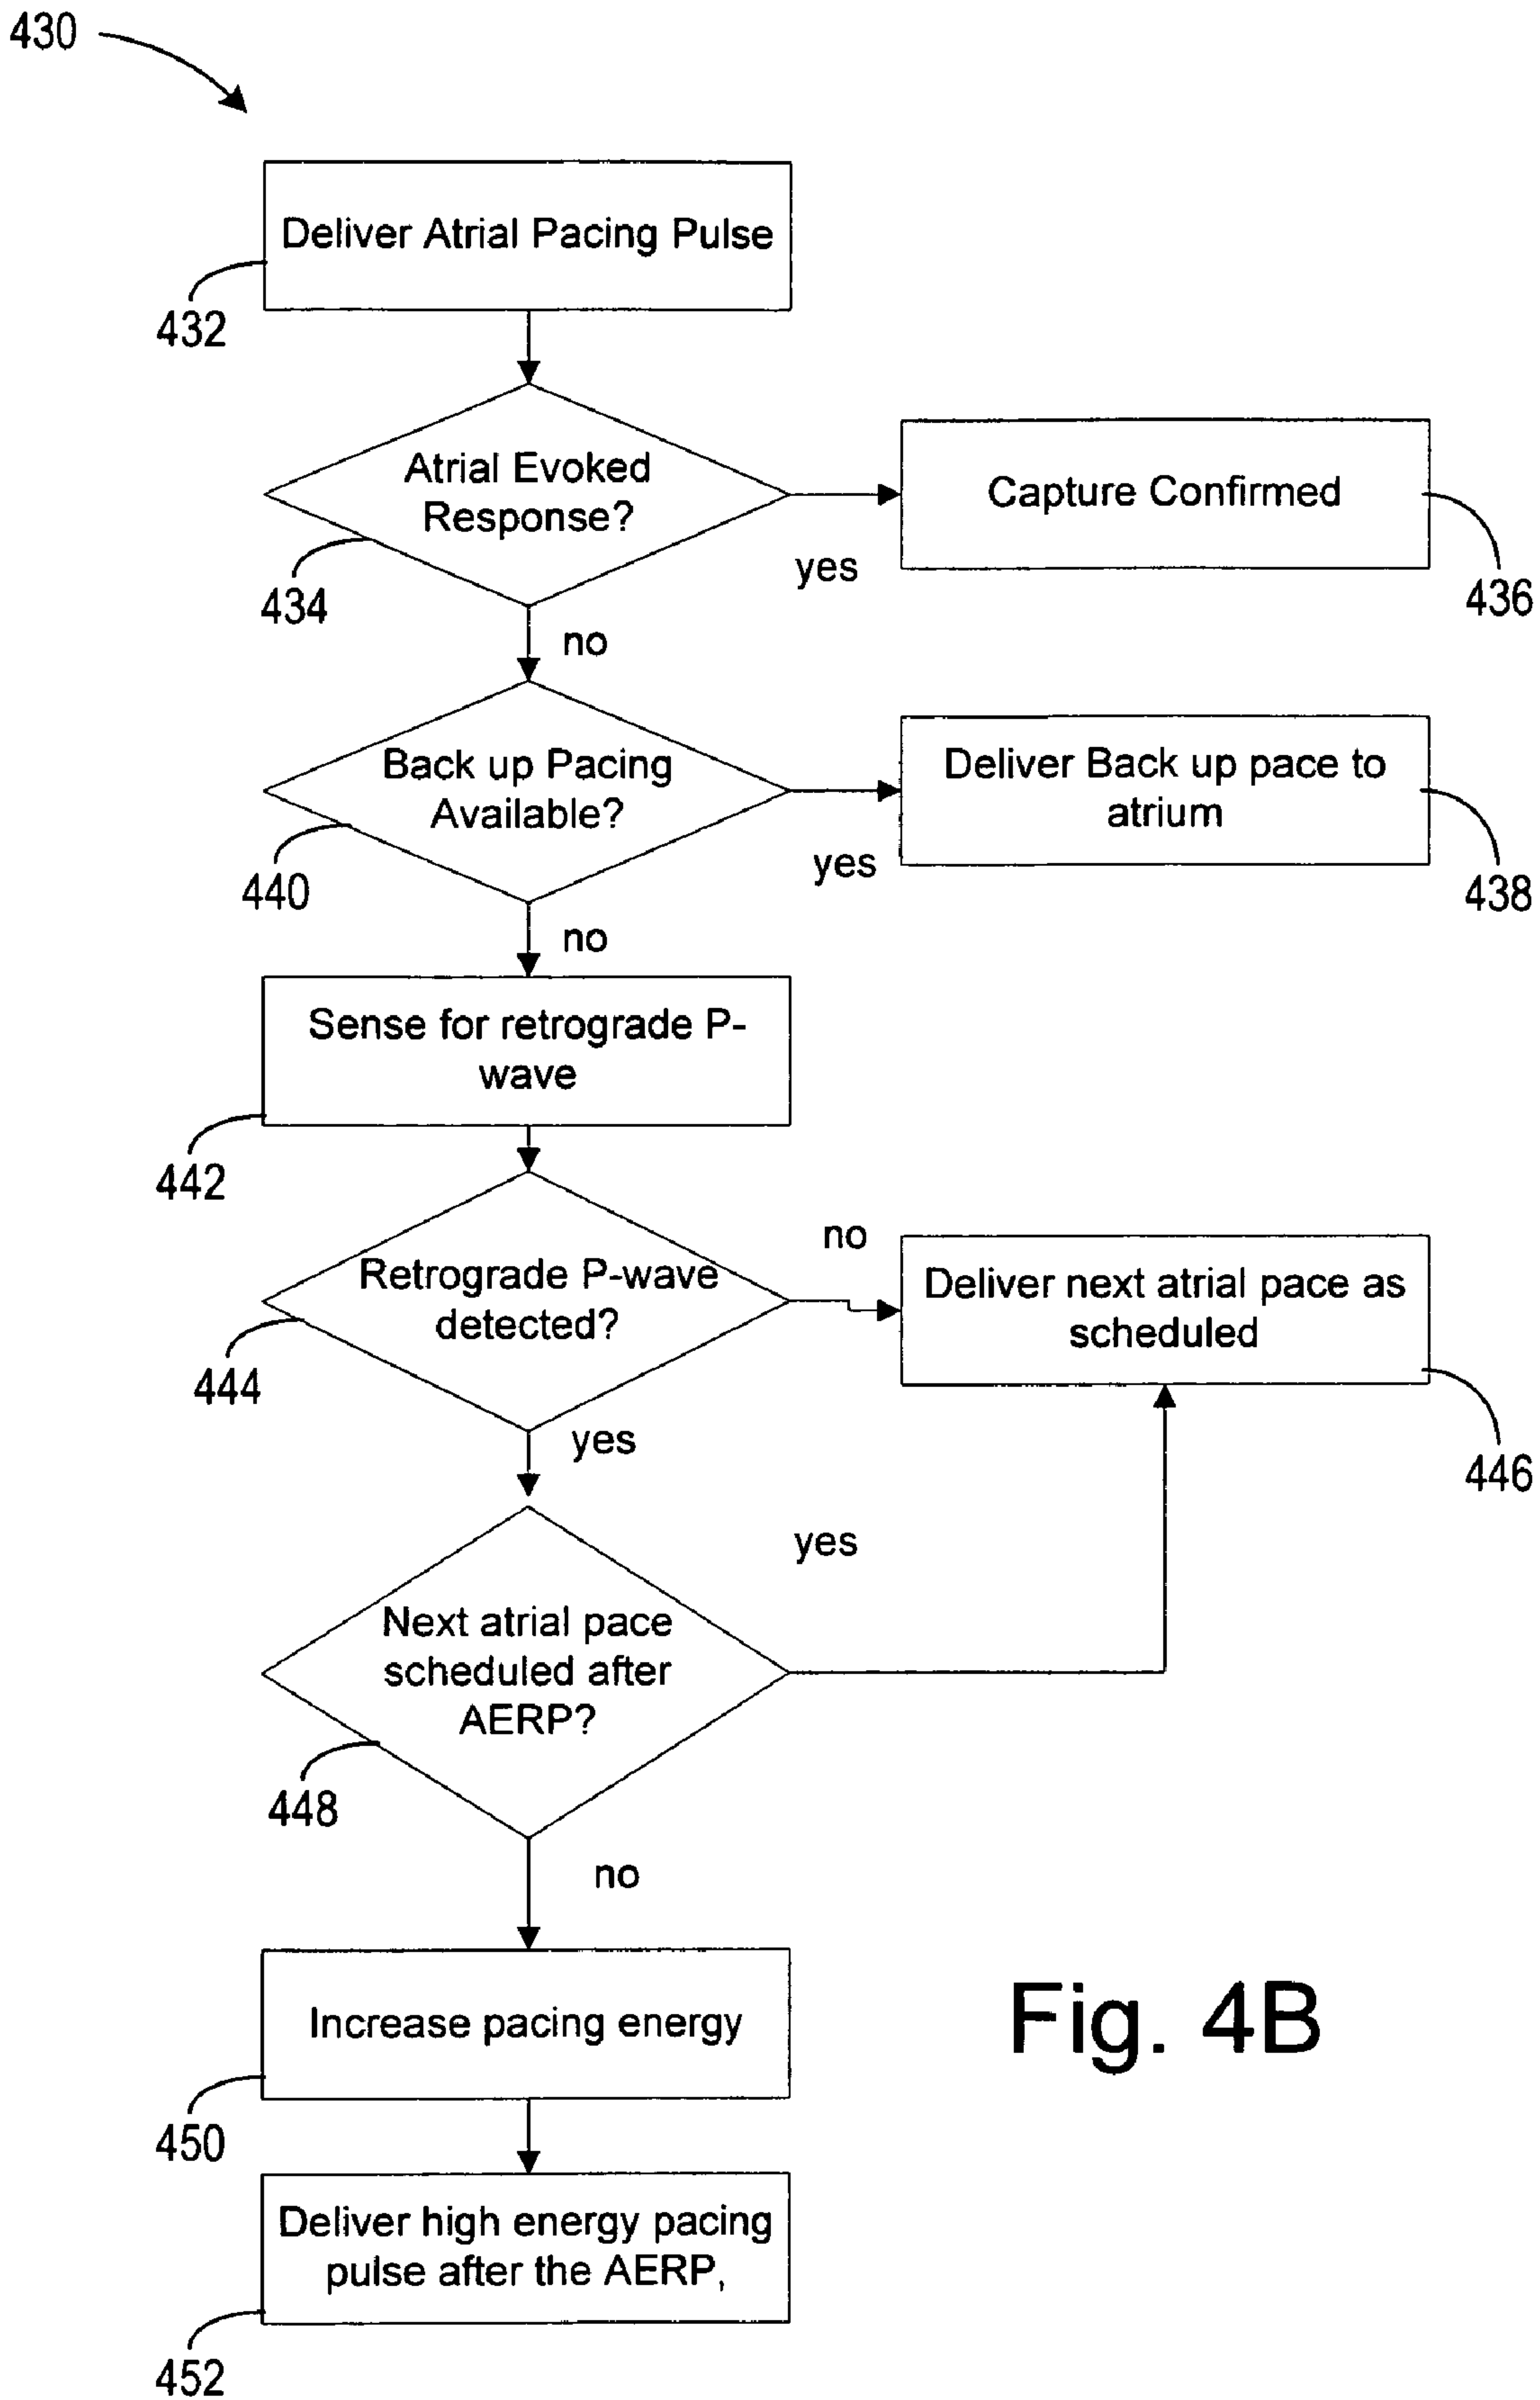 430
Deliver Atrial Pacing Pulse
432
Atrial Evoked
Response?
434
yes
Capture Confirmed
436
no
Back up Pacing
Available?
440
yes
Deliver Back up pace to
atrium
438
no
Sense for retrograde P-
wave
442
Retrograde P-wave
detected?
444
no
Deliver next atrial pace as
scheduled
446
yes
yes
Next atrial pace
scheduled after
AERP?
448
no
Increase pacing energy
450
Fig. 4B
Deliver high energy pacing
pulse after the AERP,
452